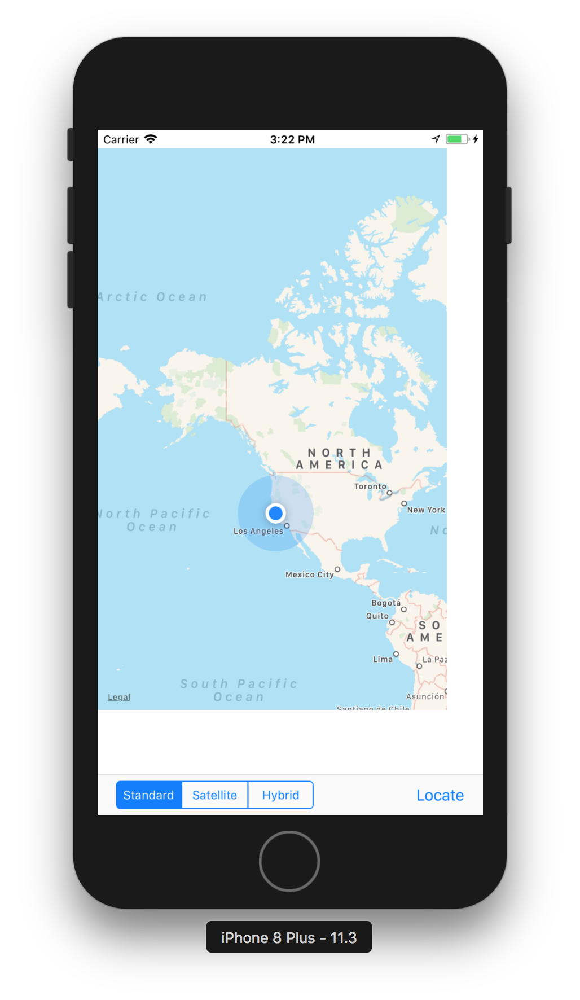 Carrier
3:22 PM
Arctic Ocean
NORTH
AMERICA
Toronto
New York
North Pacific
Ocean
Los Angeles
Mexico City
Bogotá
Quito
SO
AME
Lima
La Paz
Asunción
South Pacific
Ocean
Legal
Santiago de Chile
Standard
Satellite
Hybrid
Locate
iPhone 8 Plus - 11.3